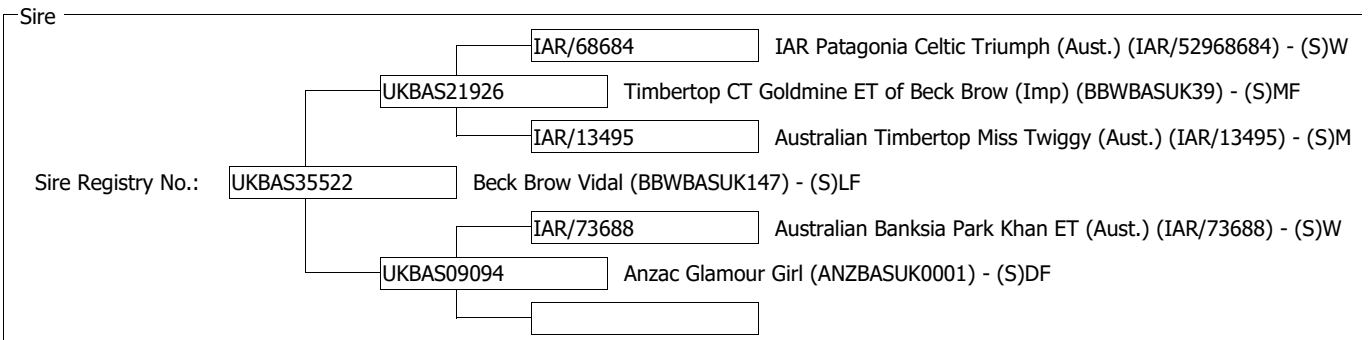 Sire
IAR/68684 IAR Patagonia Celtic Triumph (Aust.) (IAR/52968684) - (S)W
UKBAS21926 Timbertop CT Goldmine ET of Beck Brow (Imp) (BBWBASUK39) - (S)MF
IAR/13495 Australian Timbertop Miss Twiggy (Aust.) (IAR/13495) - (S)M
Sire Registry No.: UKBAS35522 Beck Brow Vidal (BBWBASUK147) - (S)LF
IAR/73688 Australian Banksia Park Khan ET (Aust.) (IAR/73688) - (S)W
UKBAS09094 Anzac Glamour Girl (ANZBASUK0001) - (S)DF